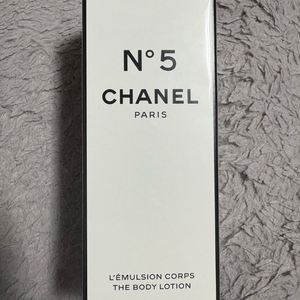 N°5
CHANEL
PARIS
L'ÉMULSION CORPS
THE BODY LOTION